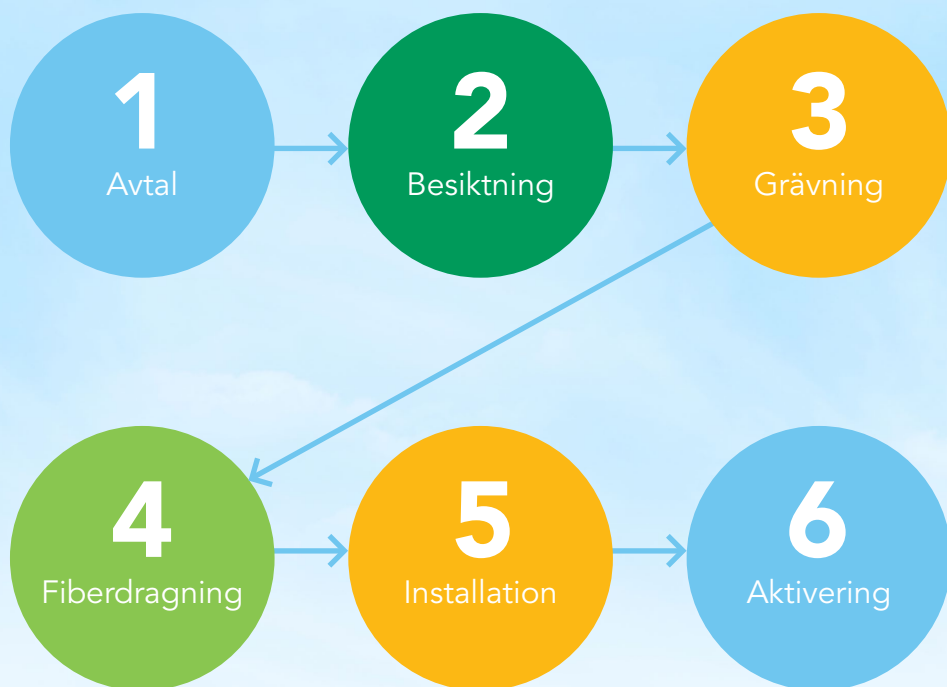 1
Avtal
2
Besiktning
3
Grävning
4
Fiberdragning
5
Installation
6
Aktivering